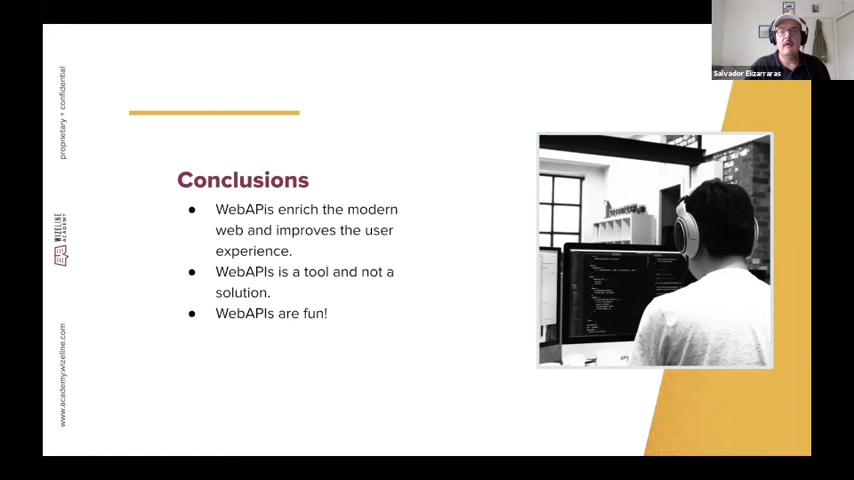 Salvador Elizarraras
proprietary + confidential
WIZELINE
ACADEMY
www.academy.wizeline.com
Conclusions
● WebAPis enrich the modern
web and improves the user
experience.
● WebAPIs is a tool and not a
solution.
● WebAPIs are fun!